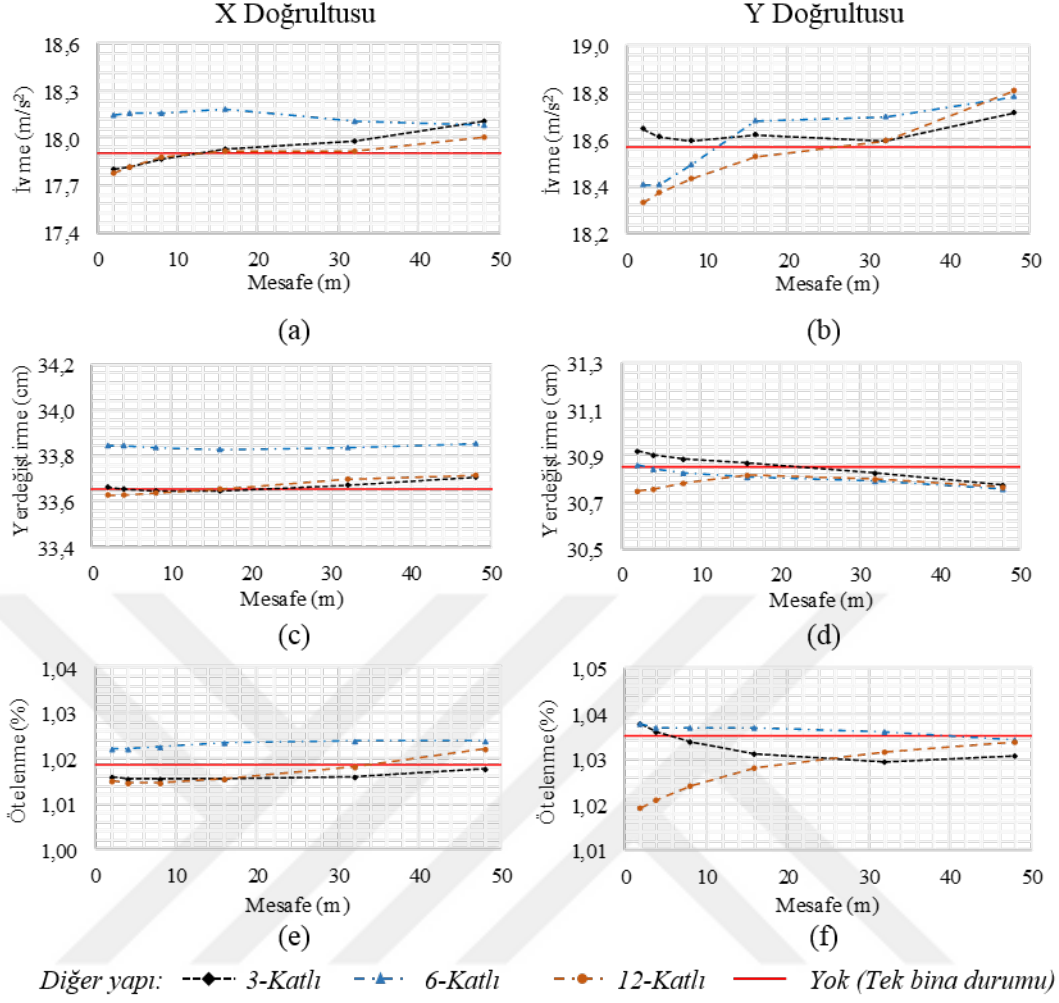 X Doğrultusu
Y Doğrultusu
İvme (m/s²)
18,6
18,3
18,0
17,7
17,4
0 10 20 30 40 50
Mesafe (m)
(a)
İvme (m/s²)
19,0
18,8
18,6
18,4
18,2
0 10 20 30 40 50
Mesafe (m)
(b)
Yerdeğiştirme (cm)
34,2
34,0
33,8
33,6
33,4
0 10 20 30 40 50
Mesafe (m)
(c)
Yerdeğiştirme (cm)
31,3
31,1
30,9
30,7
30,5
0 10 20 30 40 50
Mesafe (m)
(d)
Ötelenme (%)
1,04
1,03
1,02
1,01
1,00
0 10 20 30 40 50
Mesafe (m)
(e)
Ötelenme (%)
1,05
1,04
1,03
1,02
1,01
0 10 20 30 40 50
Mesafe (m)
(f)
Diğer yapı: 3-Katlı 6-Katlı 12-Katlı Yok (Tek bina durumu)